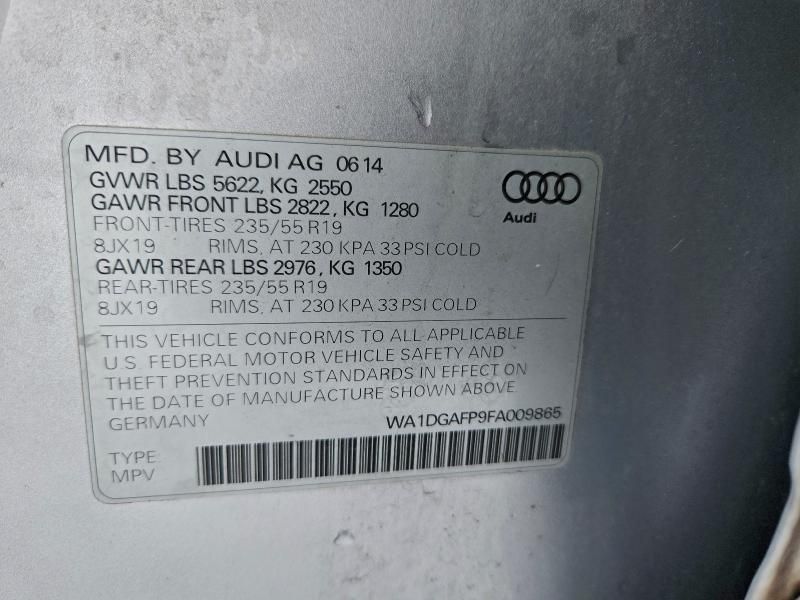 MFD. BY AUDI AG 06 14
GVWR LBS 5622, KG 2550
GAWR FRONT LBS 2822, KG 1280
FRONT-TIRES 235/55 R19
8JX19 RIMS, AT 230 KPA 33 PSI COLD
GAWR REAR LBS 2976, KG 1350
REAR-TIRES 235/55 R19
8JX19 RIMS, AT 230 KPA 33 PSI COLD
Audi
THIS VEHICLE CONFORMS TO ALL APPLICABLE
U.S. FEDERAL MOTOR VEHICLE SAFETY AND
THEFT PREVENTION STANDARDS IN EFFECT ON
THE DATE OF MANUFACTURE SHOWN ABOVE
GERMANY WA1DGAFP9FA009865
TYPE:
MPV